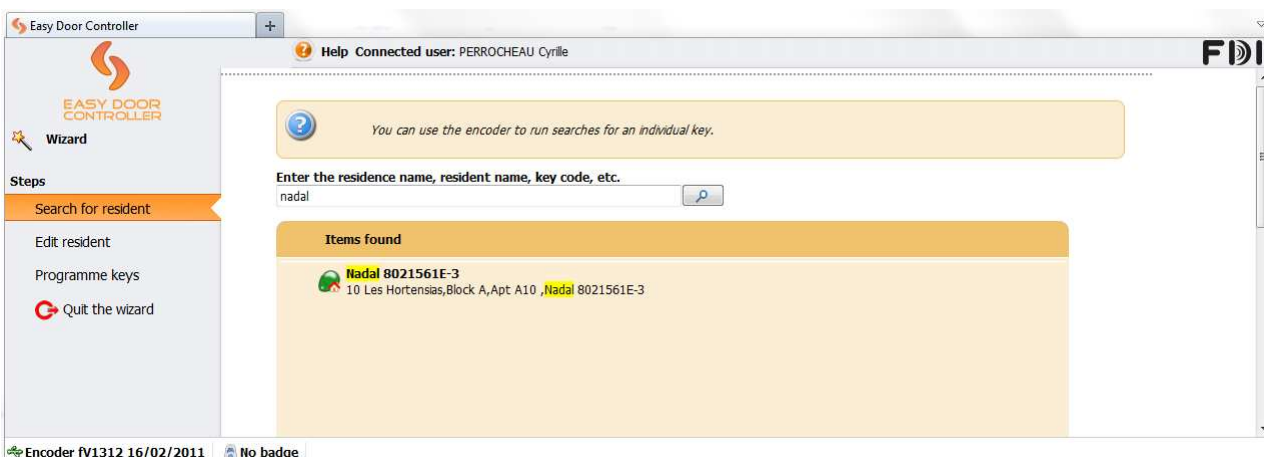 Easy Door Controller
Help Connected user: PERROCHEAU Cyrille
FDI
EASY DOOR
CONTROLLER
Wizard
Steps
Search for resident
Edit resident
Programme keys
Quit the wizard
You can use the encoder to run searches for an individual key.
Enter the residence name, resident name, key code, etc.
nadal
Items found
Nadal 8021561E-3
10 Les Hortensias,Block A,Apt A10 ,Nadal 8021561E-3
Encoder fV1312 16/02/2011 No badge